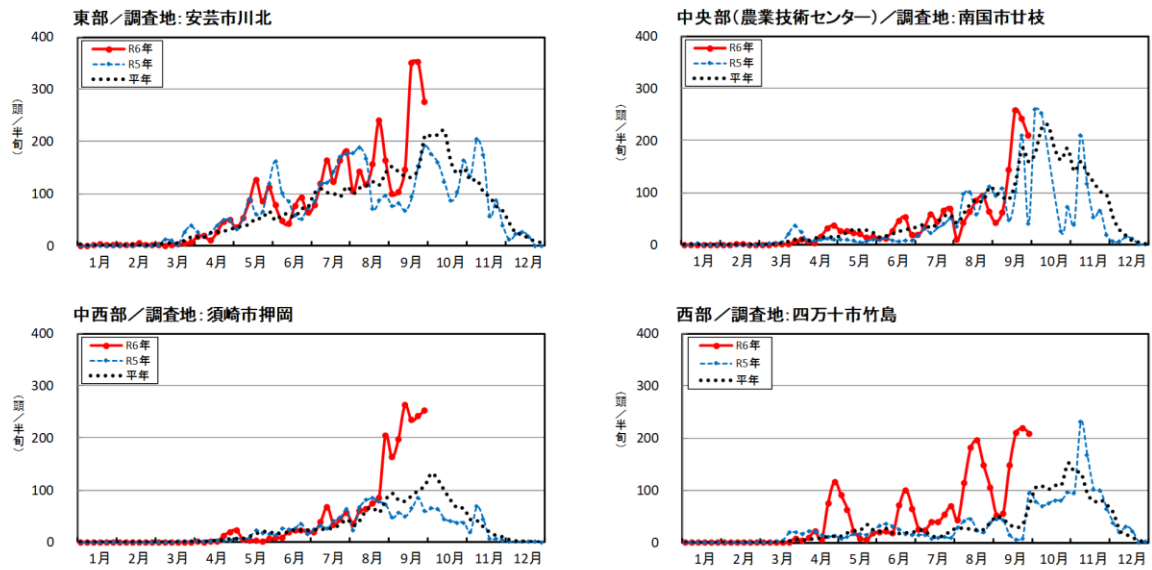 東部/調査地:安芸市川北
400
300
200
100
0
(頭/半旬)
R6年
R5年
平年
1月 2月 3月 4月 5月 6月 7月 8月 9月 10月 11月 12月
中央部(農業技術センター)/調査地:南国市廿枝
400
300
200
100
0
(頭/半旬)
R6年
R5年
平年
1月 2月 3月 4月 5月 6月 7月 8月 9月 10月 11月 12月
中西部/調査地:須崎市押岡
400
300
200
100
0
(頭/半旬)
R6年
R5年
平年
1月 2月 3月 4月 5月 6月 7月 8月 9月 10月 11月 12月
西部/調査地:四万十市竹島
400
300
200
100
0
(頭/半旬)
R6年
R5年
平年
1月 2月 3月 4月 5月 6月 7月 8月 9月 10月 11月 12月